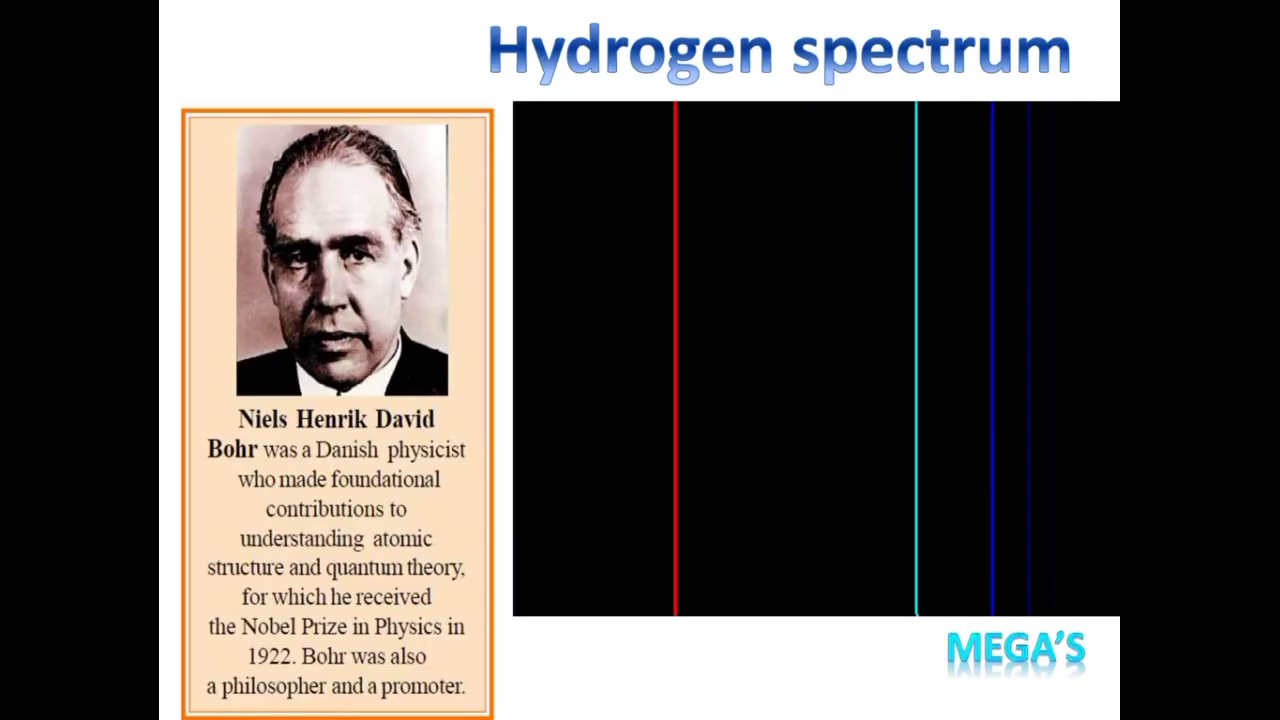 Hydrogen spectrum
Niels Henrik David
Bohr was a Danish physicist
who made foundational
contributions to
understanding atomic
structure and quantum theory,
for which he received
the Nobel Prize in Physics in
1922. Bohr was also
a philosopher and a promoter.
MEGA'S